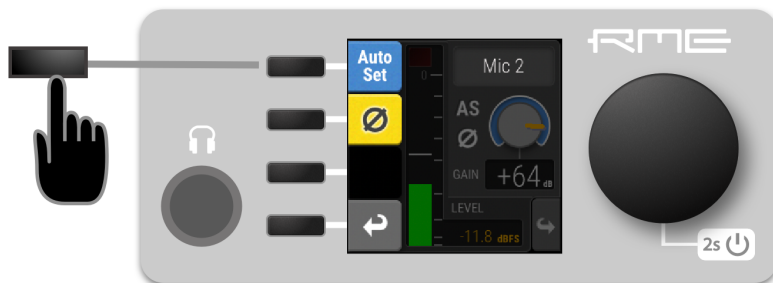 RME
Auto
Set
0
Mic 2
AS
Ø
Ø
GAIN
+64 dB
LEVEL
-11.8 dBFS
2s